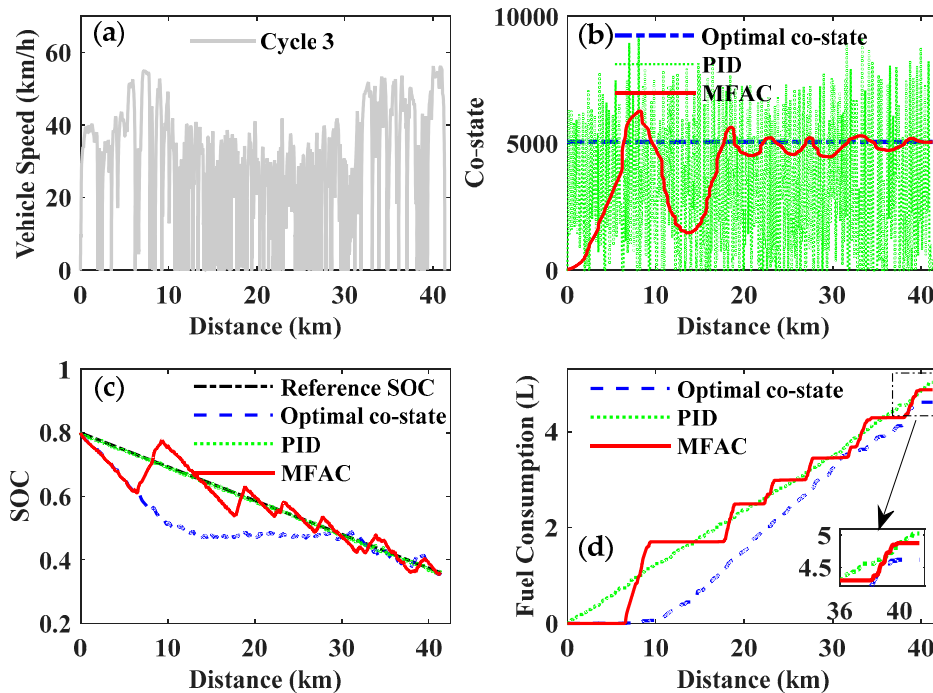 (a)
Cycle 3
Vehicle Speed (km/h)
60
40
20
0
0 10 20 30 40
Distance (km)
(b)
Optimal co-state
PID
MFAC
Co-state
10000
5000
0
0 10 20 30 40
Distance (km)
(c)
Reference SOC
Optimal co-state
PID
MFAC
SOC
1
0.8
0.6
0.4
0.2
0 10 20 30 40
Distance (km)
Optimal co-state
PID
MFAC
(d)
Fuel Consumption (L)
4
2
0
5
4.5
36 40
0 10 20 30 40
Distance (km)